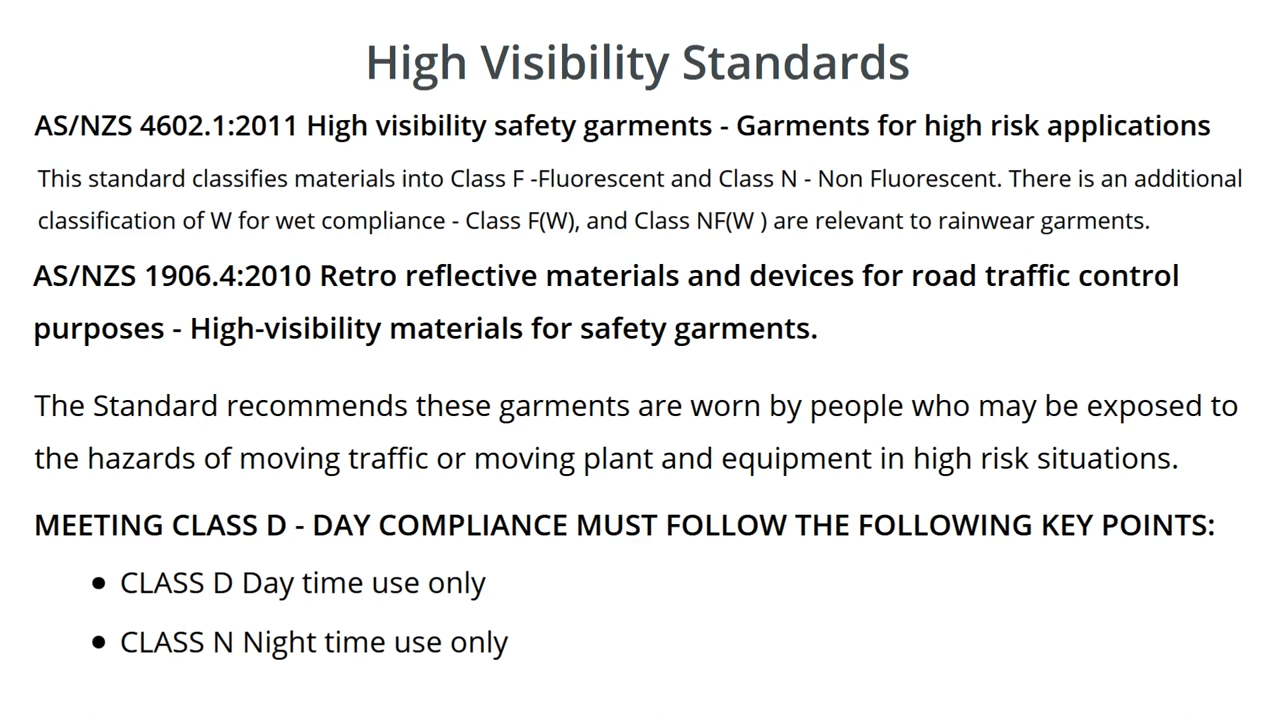 High Visibility Standards
AS/NZS 4602.1:2011 High visibility safety garments - Garments for high risk applications
This standard classifies materials into Class F -Fluorescent and Class N - Non Fluorescent. There is an additional
classification of W for wet compliance - Class F(W), and Class NF(W ) are relevant to rainwear garments.
AS/NZS 1906.4:2010 Retro reflective materials and devices for road traffic control
purposes - High-visibility materials for safety garments.
The Standard recommends these garments are worn by people who may be exposed to
the hazards of moving traffic or moving plant and equipment in high risk situations.
MEETING CLASS D - DAY COMPLIANCE MUST FOLLOW THE FOLLOWING KEY POINTS:
• CLASS D Day time use only
• CLASS N Night time use only